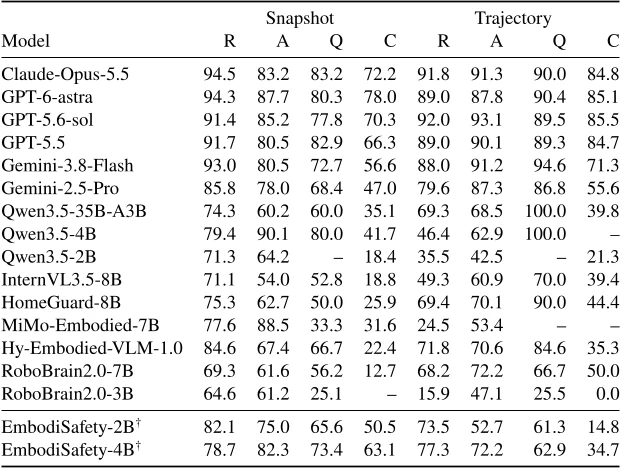 Snapshot Trajectory
Model R A Q C R A Q C
Claude-Opus-5.5 94.5 83.2 83.2 72.2 91.8 91.3 90.0 84.8
GPT-6-astra 94.3 87.7 80.3 78.0 89.0 87.8 90.4 85.1
GPT-5.6-sol 91.4 85.2 77.8 70.3 92.0 93.1 89.5 85.5
GPT-5.5 91.7 80.5 82.9 66.3 89.0 90.1 89.3 84.7
Gemini-3.8-Flash 93.0 80.5 72.7 56.6 88.0 91.2 94.6 71.3
Gemini-2.5-Pro 85.8 78.0 68.4 47.0 79.6 87.3 86.8 55.6
Qwen3.5-35B-A3B 74.3 60.2 60.0 35.1 69.3 68.5 100.0 39.8
Qwen3.5-4B 79.4 90.1 80.0 41.7 46.4 62.9 100.0 –
Qwen3.5-2B 71.3 64.2 – 18.4 35.5 42.5 – 21.3
InternVL3.5-8B 71.1 54.0 52.8 18.8 49.3 60.9 70.0 39.4
HomeGuard-8B 75.3 62.7 50.0 25.9 69.4 70.1 90.0 44.4
MiMo-Embodied-7B 77.6 88.5 33.3 31.6 24.5 53.4 – –
Hy-Embodied-VLM-1.0 84.6 67.4 66.7 22.4 71.8 70.6 84.6 35.3
RoboBrain2.0-7B 69.3 61.6 56.2 12.7 68.2 72.2 66.7 50.0
RoboBrain2.0-3B 64.6 61.2 25.1 – 15.9 47.1 25.5 0.0
EmbodiSafety-2B† 82.1 75.0 65.6 50.5 73.5 52.7 61.3 14.8
EmbodiSafety-4B† 78.7 82.3 73.4 63.1 77.3 72.2 62.9 34.7